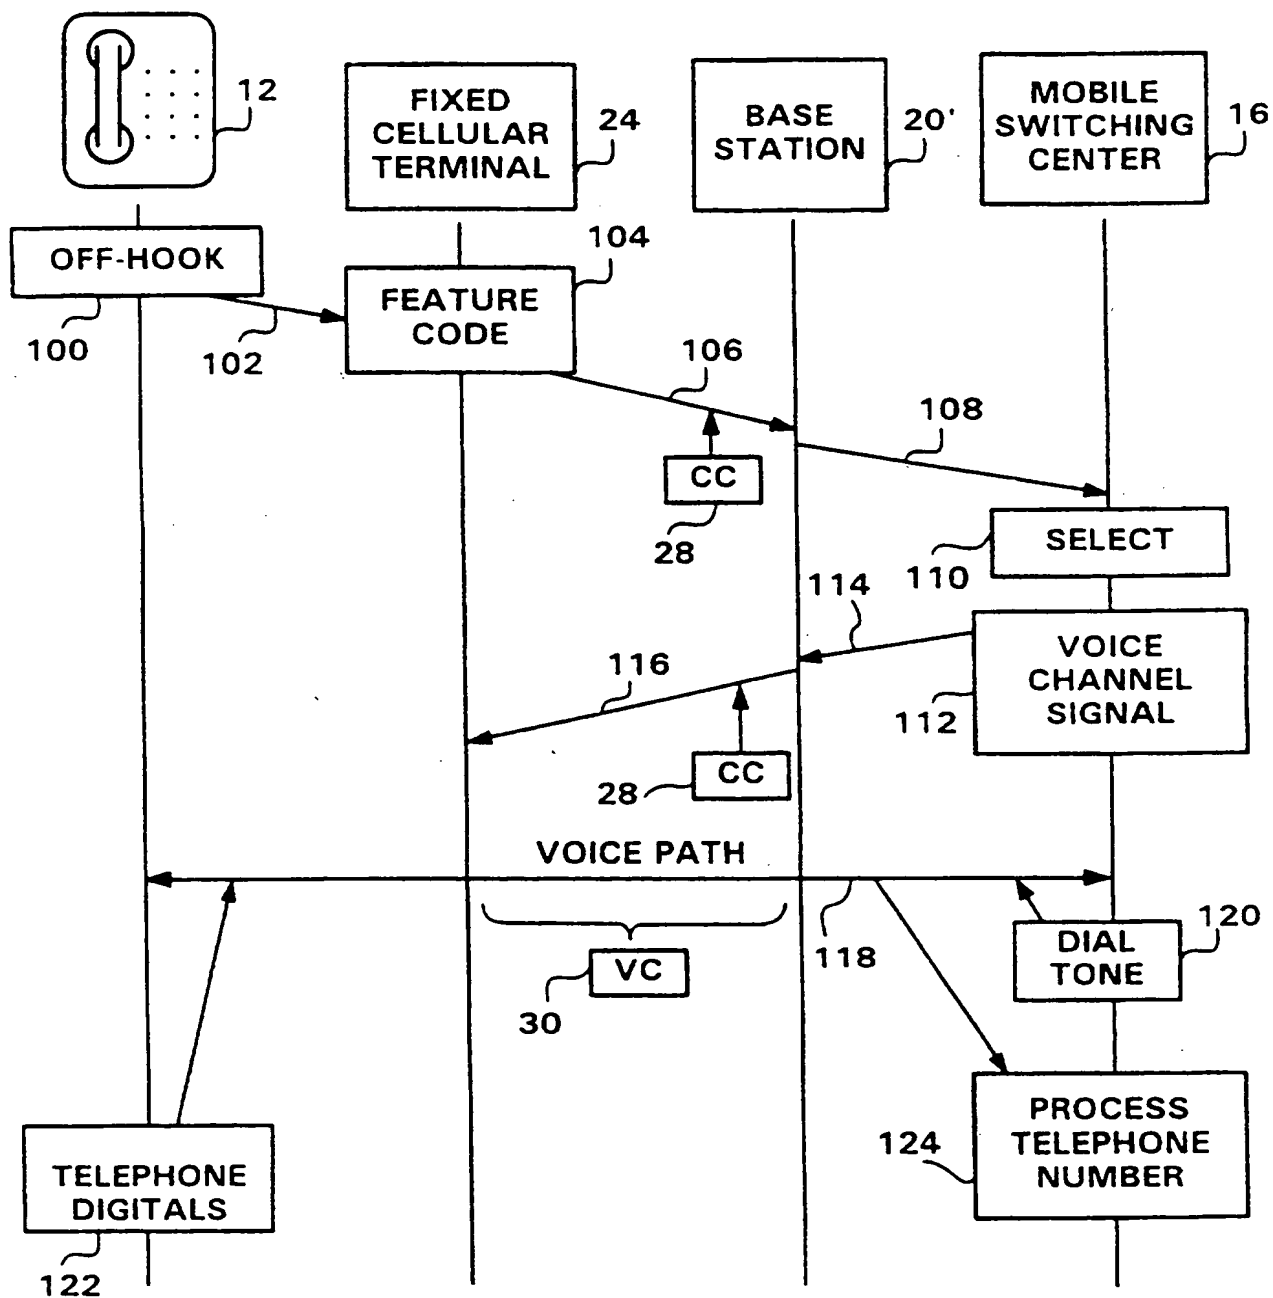 12
FIXED
CELLULAR
TERMINAL
24
BASE
STATION
20'
MOBILE
SWITCHING
CENTER
16
OFF-HOOK
100
102
104
FEATURE
CODE
106
CC
28
108
SELECT
110
114
VOICE
CHANNEL
SIGNAL
112
116
CC
28
VOICE PATH
VC
30
118
DIAL
TONE
120
TELEPHONE
DIGITALS
122
PROCESS
TELEPHONE
NUMBER
124